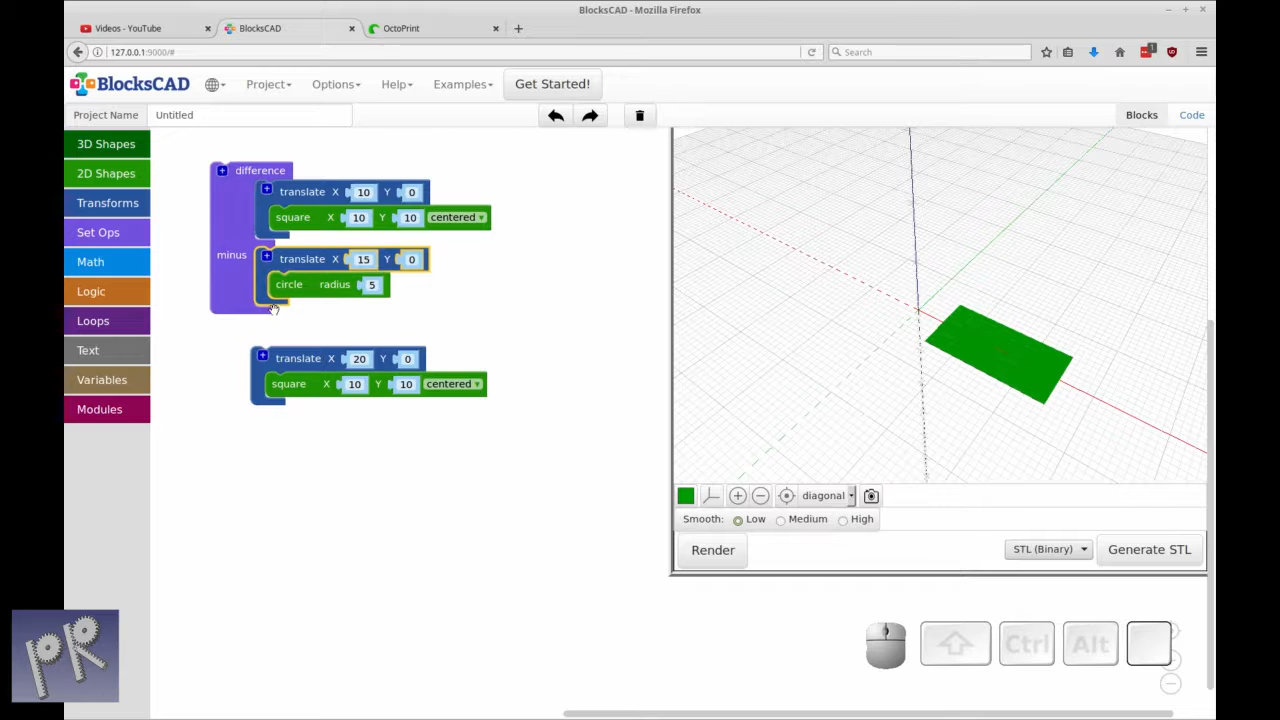 BlocksCAD - Mozilla Firefox
Videos - YouTube
BlocksCAD
OctoPrint
127.0.0.1:9000/#
Search
1
BlocksCAD
Project
Options
Help
Examples
Get Started!
Project Name
Untitled
Blocks
Code
3D Shapes
2D Shapes
Transforms
Set Ops
Math
Logic
Loops
Text
Variables
Modules
+ difference
+ translate X 10 Y 0
square X 10 Y 10 centered
minus
+ translate X 15 Y 0
circle radius 5
+ translate X 20 Y 0
square X 10 Y 10 centered
diagonal
Smooth: Low Medium High
Render
STL (Binary)
Generate STL
PR
Ctrl
Alt